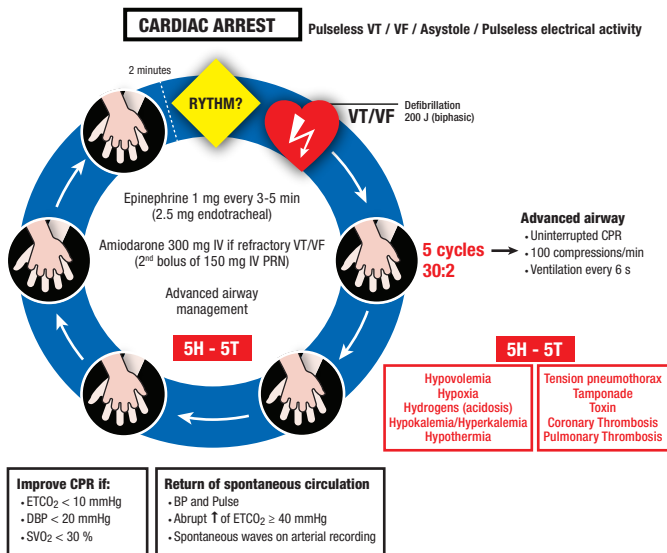 CARDIAC ARREST
Pulseless VT / VF / Asystole / Pulseless electrical activity
2 minutes
RYTHM?
VT/VF
Defibrillation
200 J (biphasic)
Epinephrine 1 mg every 3-5 min
(2.5 mg endotracheal)
Amiodarone 300 mg IV if refractory VT/VF
(2nd bolus of 150 mg IV PRN)
Advanced airway
management
5H - 5T
5 cycles
30:2
Advanced airway
• Uninterrupted CPR
• 100 compressions/min
• Ventilation every 6 s
5H - 5T
Hypovolemia
Hypoxia
Hydrogens (acidosis)
Hypokalemia/Hyperkalemia
Hypothermia
Tension pneumothorax
Tamponade
Toxin
Coronary Thrombosis
Pulmonary Thrombosis
Improve CPR if:
• ETCO2 < 10 mmHg
• DBP < 20 mmHg
• SVO2 < 30 %
Return of spontaneous circulation
• BP and Pulse
• Abrupt ↑ of ETCO2 ≥ 40 mmHg
• Spontaneous waves on arterial recording